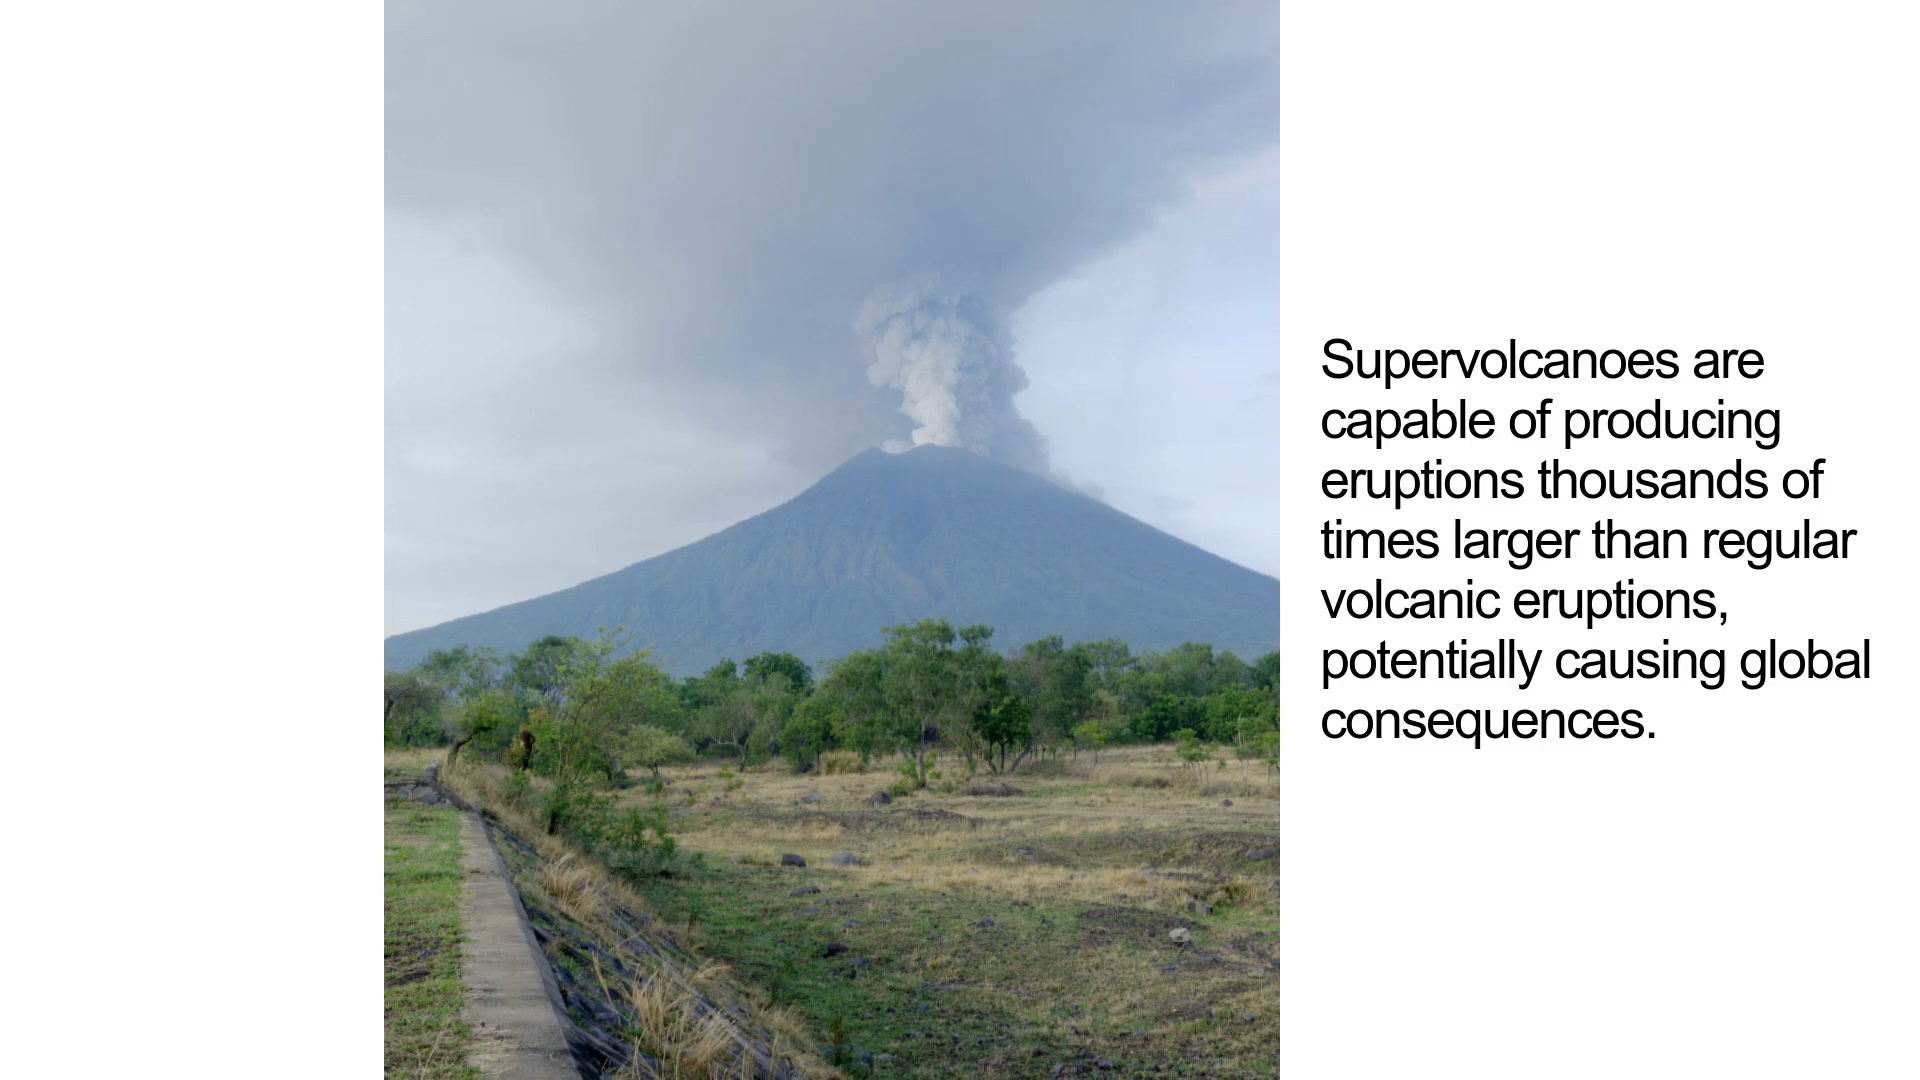 Supervolcanoes are
capable of producing
eruptions thousands of
times larger than regular
volcanic eruptions,
potentially causing global
consequences.